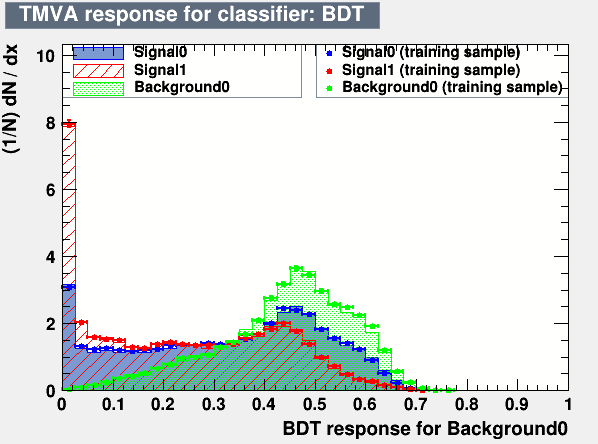 TMVA response for classifier: BDT
(1/N) dN / dx
10
8
6
4
2
0
Signal0
Signal1
Background0
Signal0 (training sample)
Signal1 (training sample)
Background0 (training sample)
0 0.1 0.2 0.3 0.4 0.5 0.6 0.7 0.8 0.9 1
BDT response for Background0